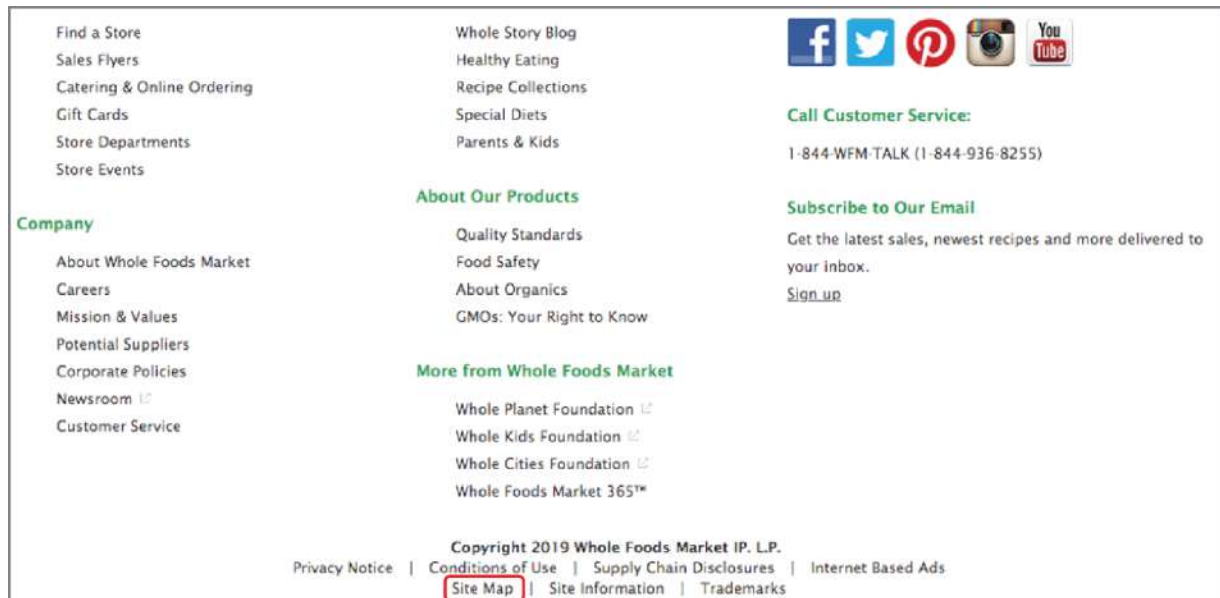 Find a Store
Sales Flyers
Catering & Online Ordering
Gift Cards
Store Departments
Store Events
Company
About Whole Foods Market
Careers
Mission & Values
Potential Suppliers
Corporate Policies
Newsroom
Customer Service
Whole Story Blog
Healthy Eating
Recipe Collections
Special Diets
Parents & Kids
About Our Products
Quality Standards
Food Safety
About Organics
GMOs: Your Right to Know
More from Whole Foods Market
Whole Planet Foundation
Whole Kids Foundation
Whole Cities Foundation
Whole Foods Market 365™
You
Tube
Call Customer Service:
1-844-WFM-TALK (1-844-936-8255)
Subscribe to Our Email
Get the latest sales, newest recipes and more delivered to
your inbox.
Sign up
Copyright 2019 Whole Foods Market IP. L.P.
Privacy Notice | Conditions of Use | Supply Chain Disclosures | Internet Based Ads
Site Map | Site Information | Trademarks